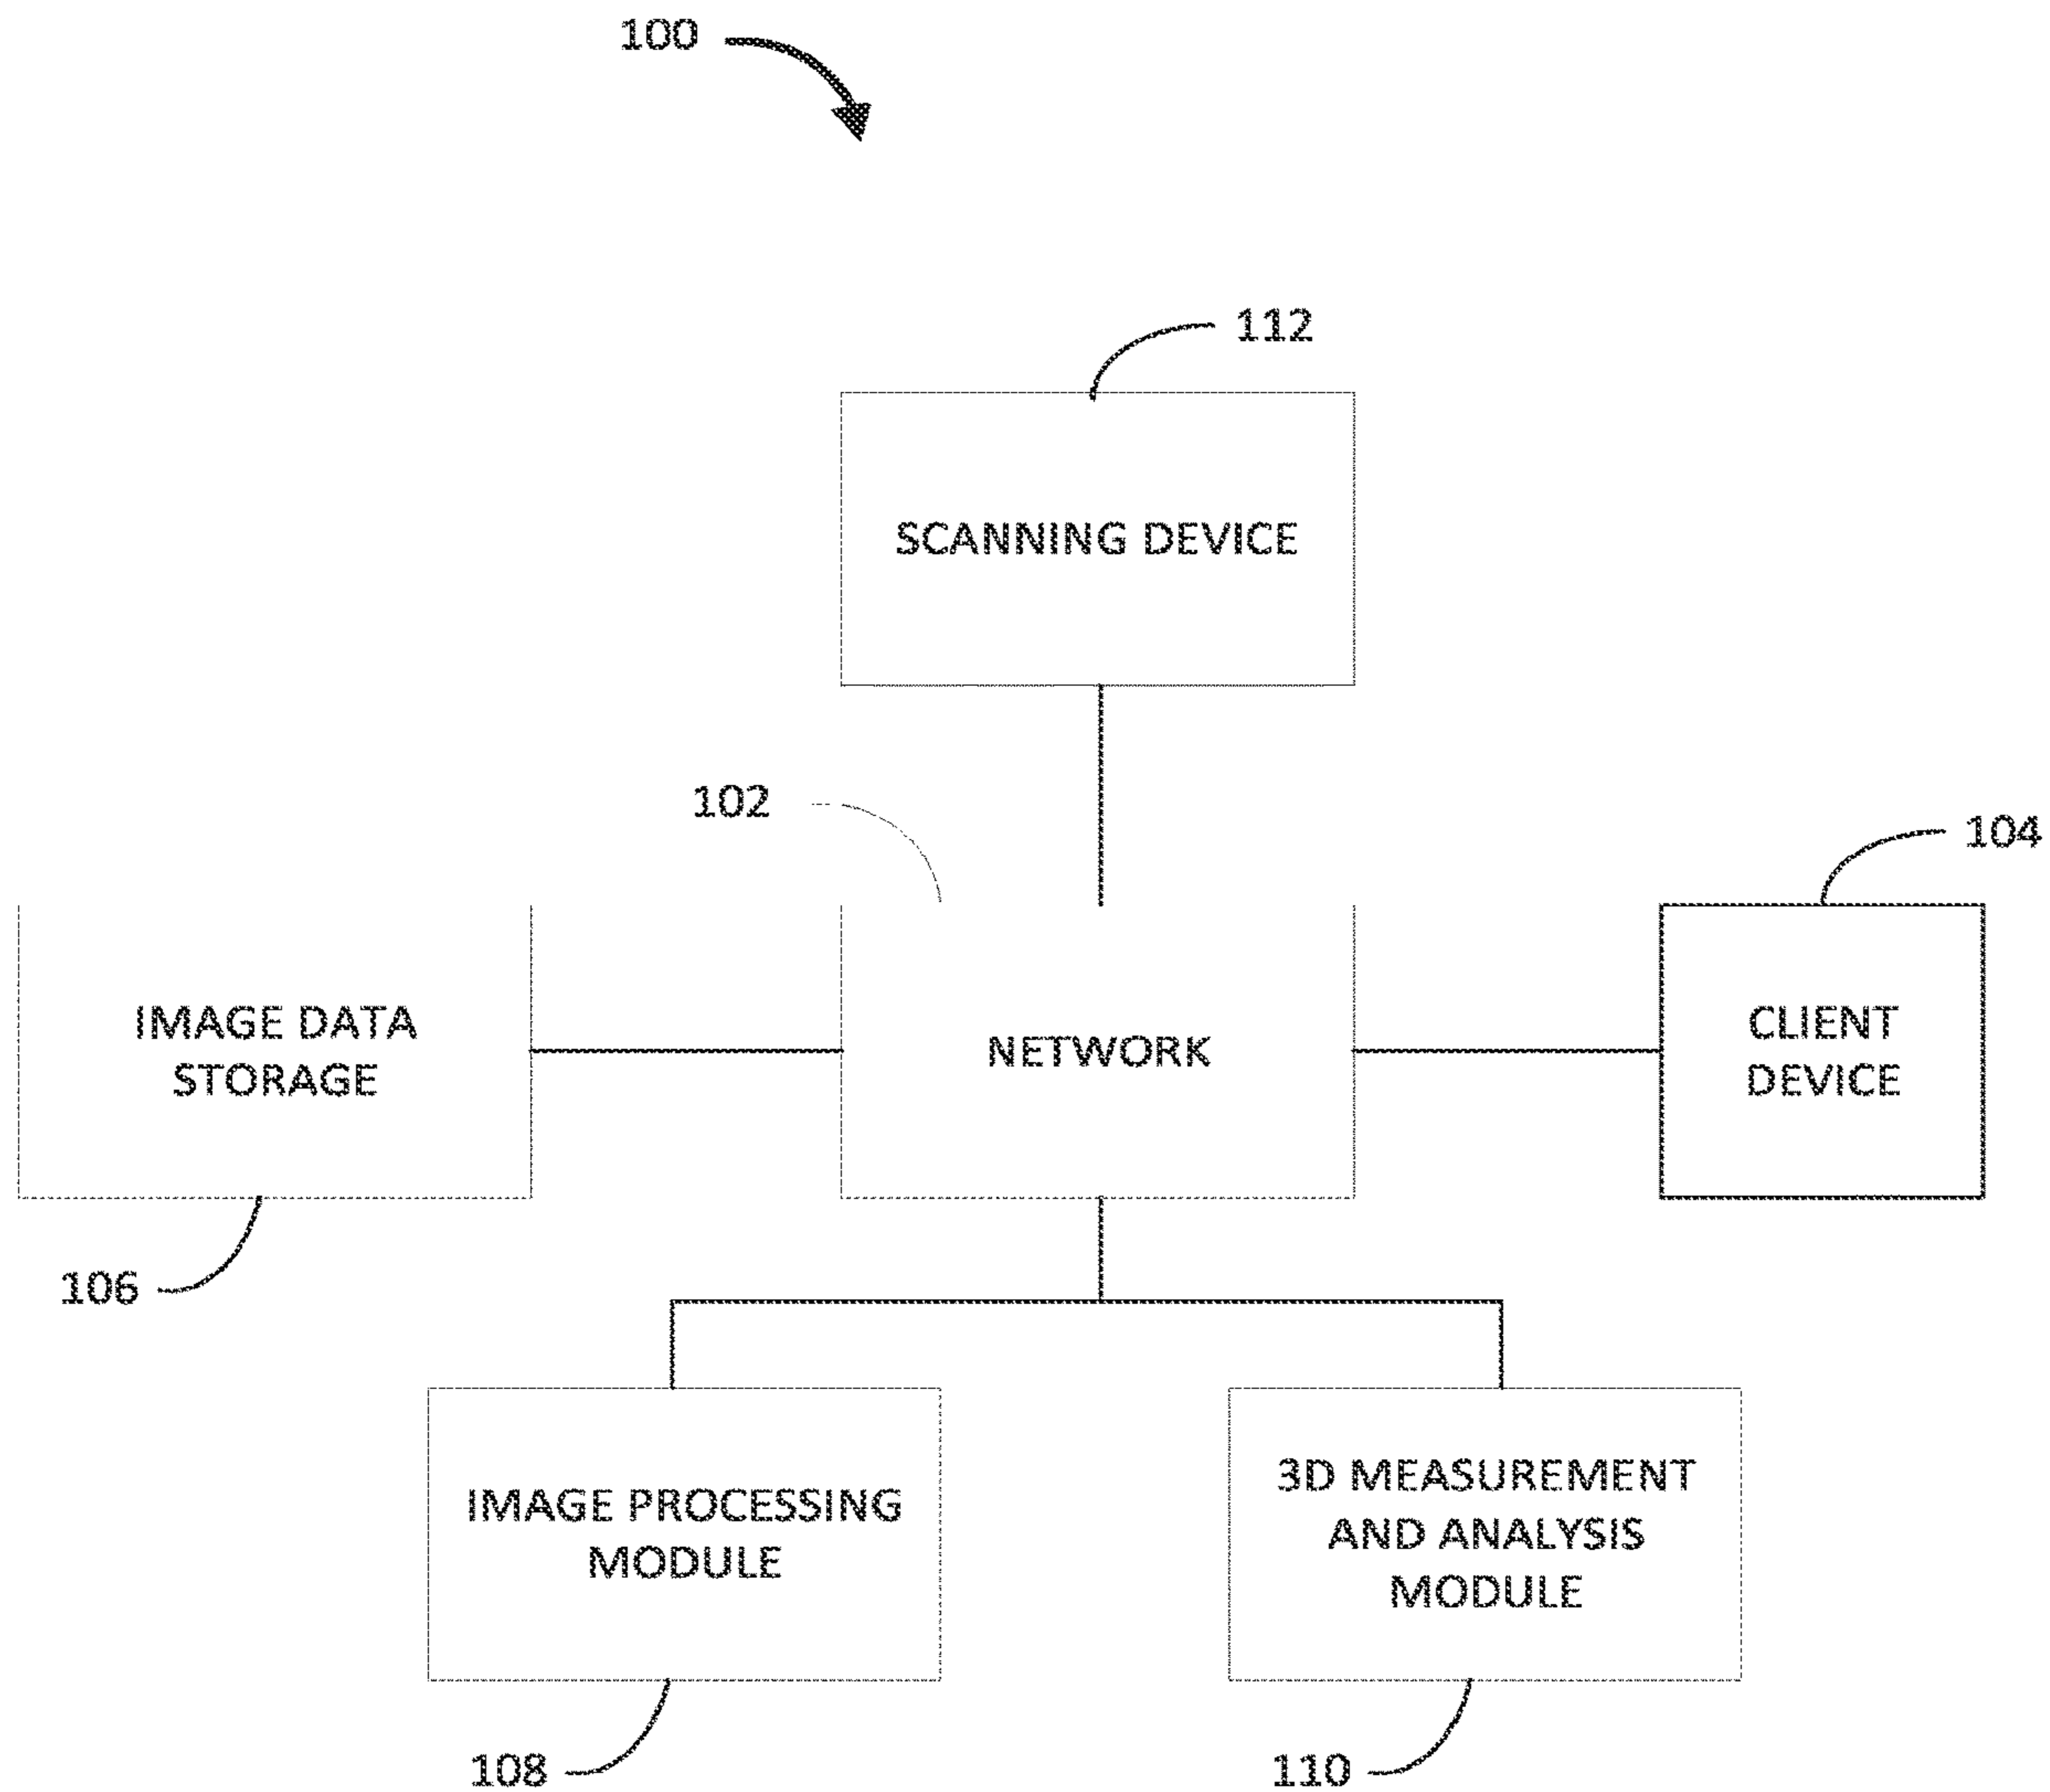 100
112
SCANNING DEVICE
102
104
IMAGE DATA
STORAGE
NETWORK
CLIENT
DEVICE
106
IMAGE PROCESSING
MODULE
3D MEASUREMENT
AND ANALYSIS
MODULE
108
110